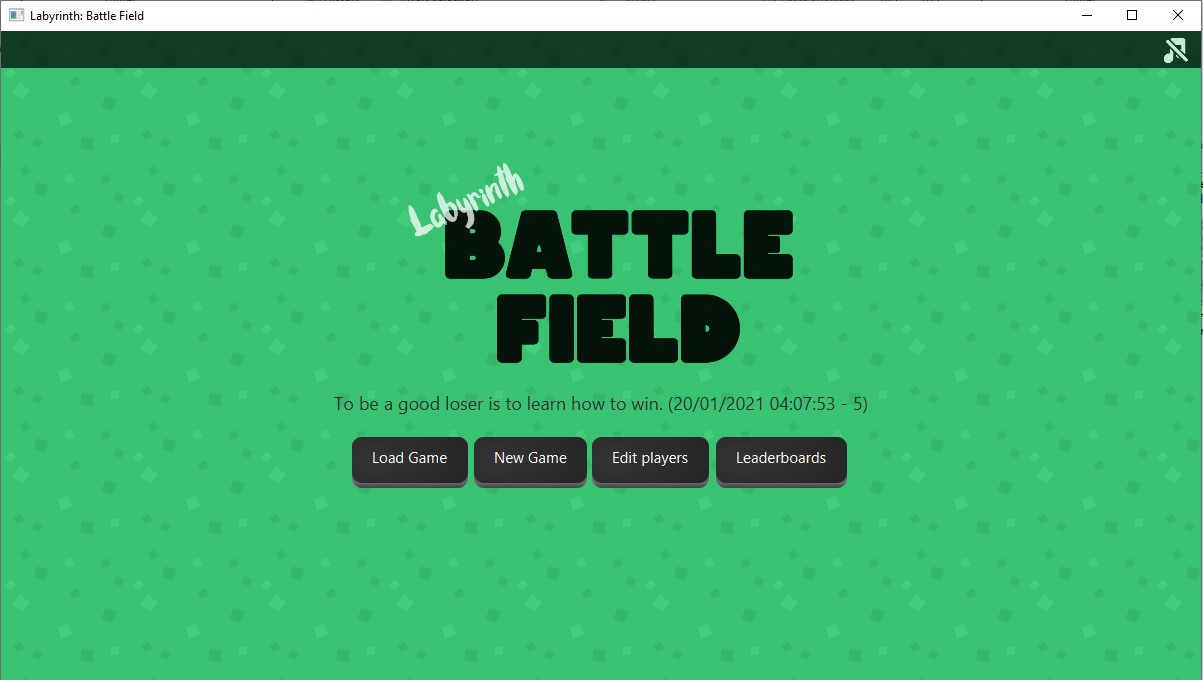 Labyrinth: Battle Field
Labyrinth
BATTLE
FIELD
To be a good loser is to learn how to win. (20/01/2021 04:07:53 - 5)
Load Game
New Game
Edit players
Leaderboards